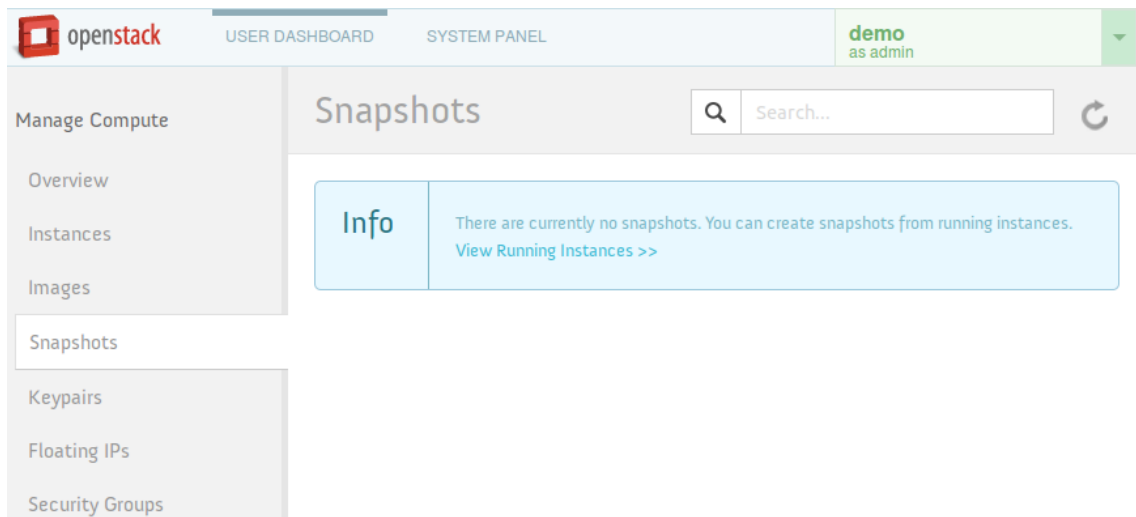 openstack USER DASHBOARD SYSTEM PANEL demo
as admin
Manage Compute
Overview
Instances
Images
Snapshots
Keypairs
Floating IPs
Security Groups
Snapshots
Search...
Info
There are currently no snapshots. You can create snapshots from running instances.
View Running Instances >>